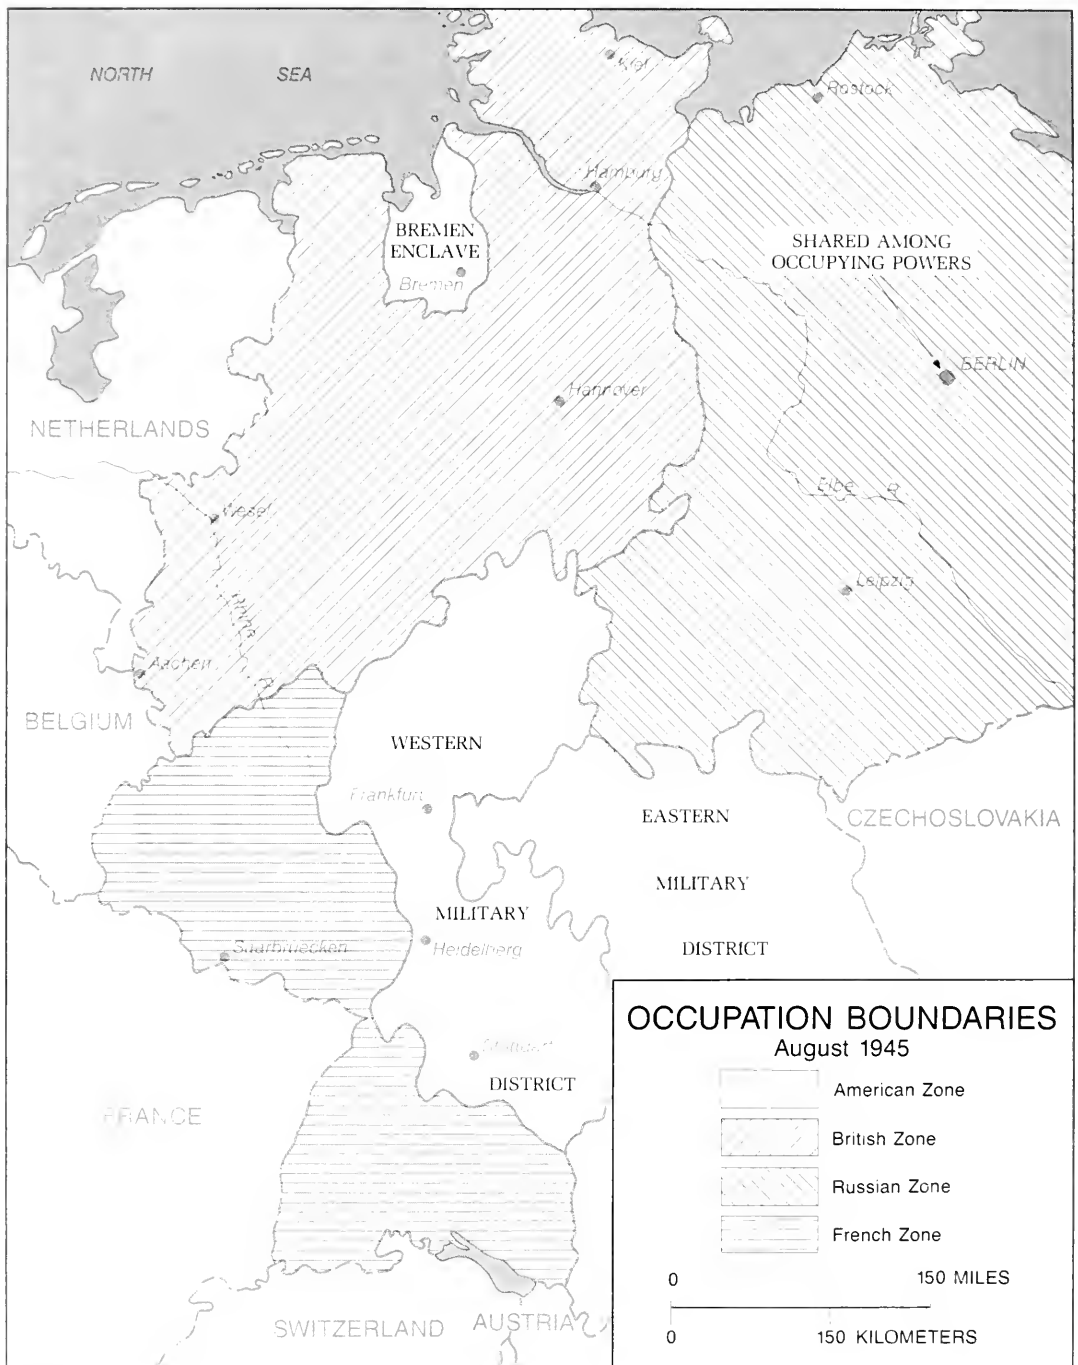 NORTH SEA
Kiel
Rostock
Hamburg
BREMEN
ENCLAVE
Bremen
SHARED AMONG
OCCUPYING POWERS
BERLIN
Hannover
NETHERLANDS
Elbe R
Wesel
Leipzig
Rhine
R
Aachen
BELGIUM
WESTERN
Frankfurt
EASTERN
CZECHOSLOVAKIA
MILITARY
MILITARY
Heidelberg
DISTRICT
Saarbruecken
Stuttgart
DISTRICT
FRANCE
SWITZERLAND
AUSTRIA
OCCUPATION BOUNDARIES
August 1945
American Zone
British Zone
Russian Zone
French Zone
0 150 MILES
0 150 KILOMETERS